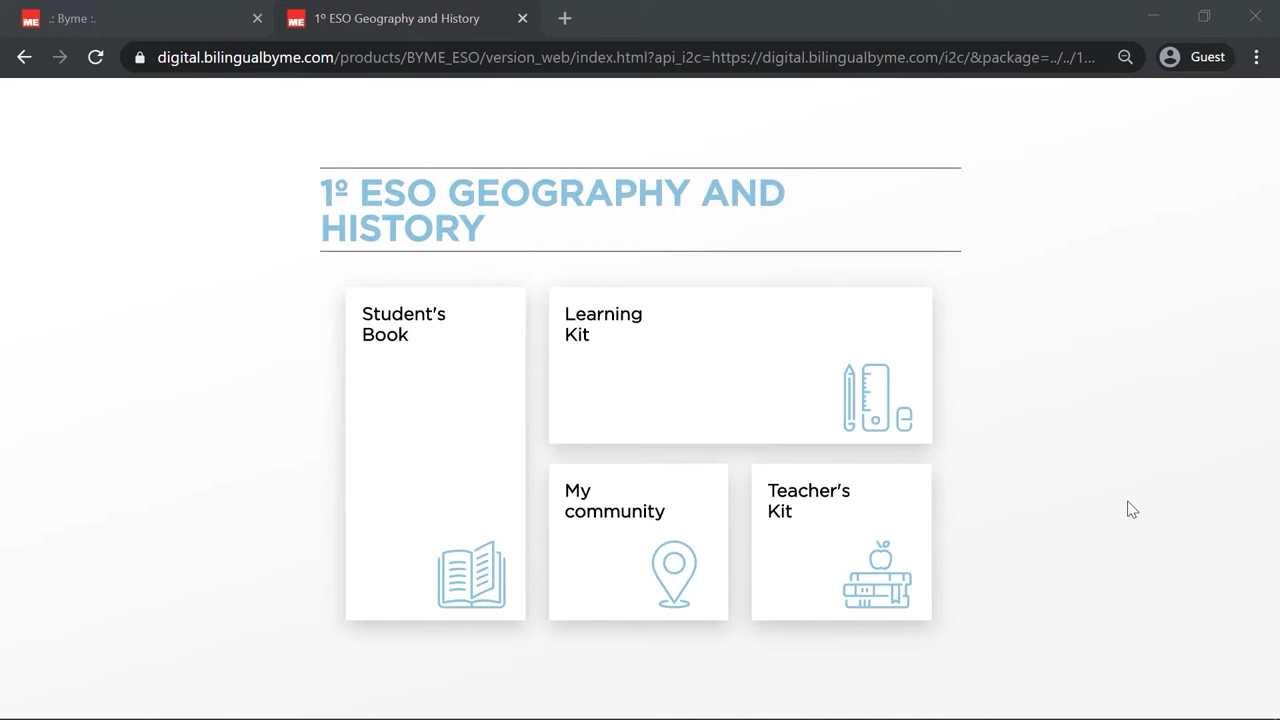 ME .: Byme :.
ME 1º ESO Geography and History
digital.bilingualbyme.com/products/BYME_ESO/version_web/index.html?api_i2c=https://digital.bilingualbyme.com/i2c/&package=../../1...
Guest
1º ESO GEOGRAPHY AND
HISTORY
Student's
Book
Learning
Kit
My
community
Teacher's
Kit